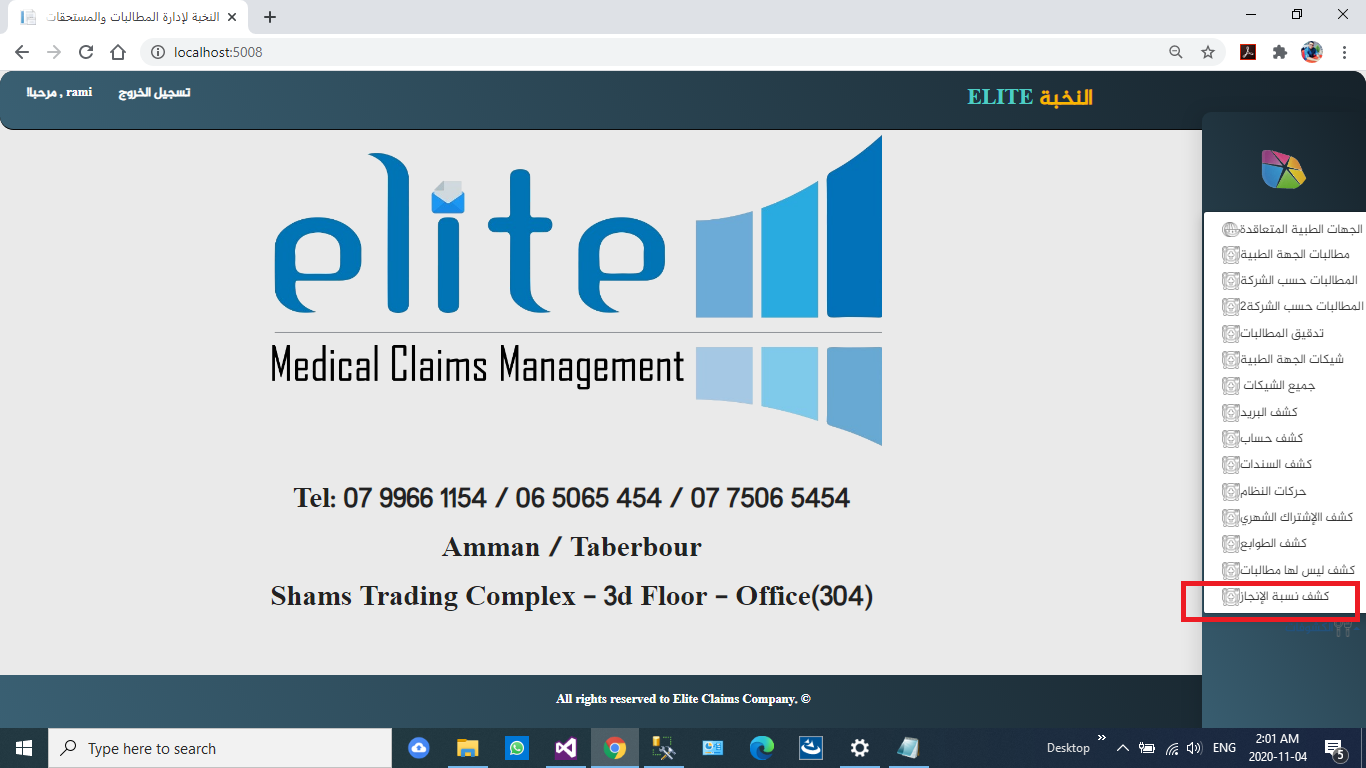 النخبة لإدارة المطالبات والمستحقات
localhost:5008
مرحبا! , rami
تسجيل الخروج
النخبة ELITE
elite
Medical Claims Management
Tel: 07 9966 1154 / 06 5065 454 / 07 7506 5454
Amman / Taberbour
Shams Trading Complex - 3d Floor - Office(304)
الجهات الطبية المتعاقدة
مطالبات الجهة الطبية
المطالبات حسب الشركة
المطالبات حسب الشركة2
تدقيق المطالبات
شيكات الجهة الطبية
جميع الشيكات
كشف البريد
كشف حساب
كشف السندات
حركات النظام
كشف الإشتراك الشهري
كشف الطوابع
كشف ليس لها مطالبات
كشف نسبة الإنجاز
All rights reserved to Elite Claims Company. ©
Type here to search
Desktop
ENG
2:01 AM
2020-11-04
5